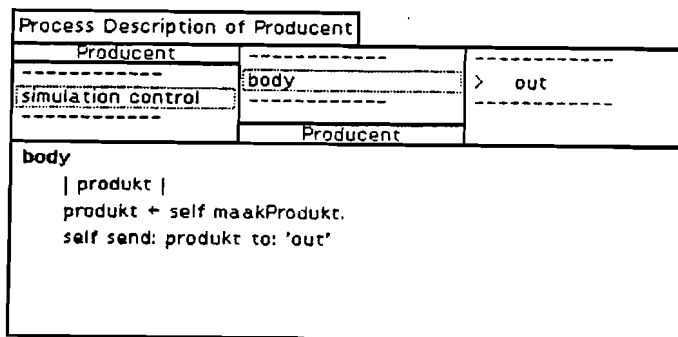 Process Description of Producent
Producent
-------------
simulation control
-------------
-------------
body
-------------
Producent
-------------
> out
-------------
body
| produkt |
produkt ← self maakProdukt.
self send: produkt to: 'out'